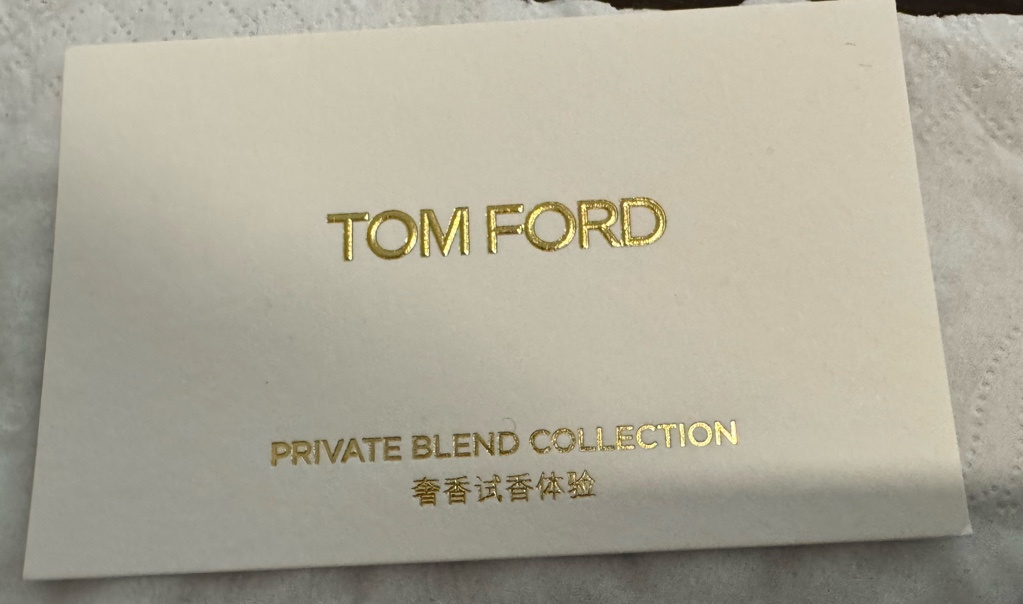 TOM FORD
PRIVATE BLEND COLLECTION
奢香试香体验